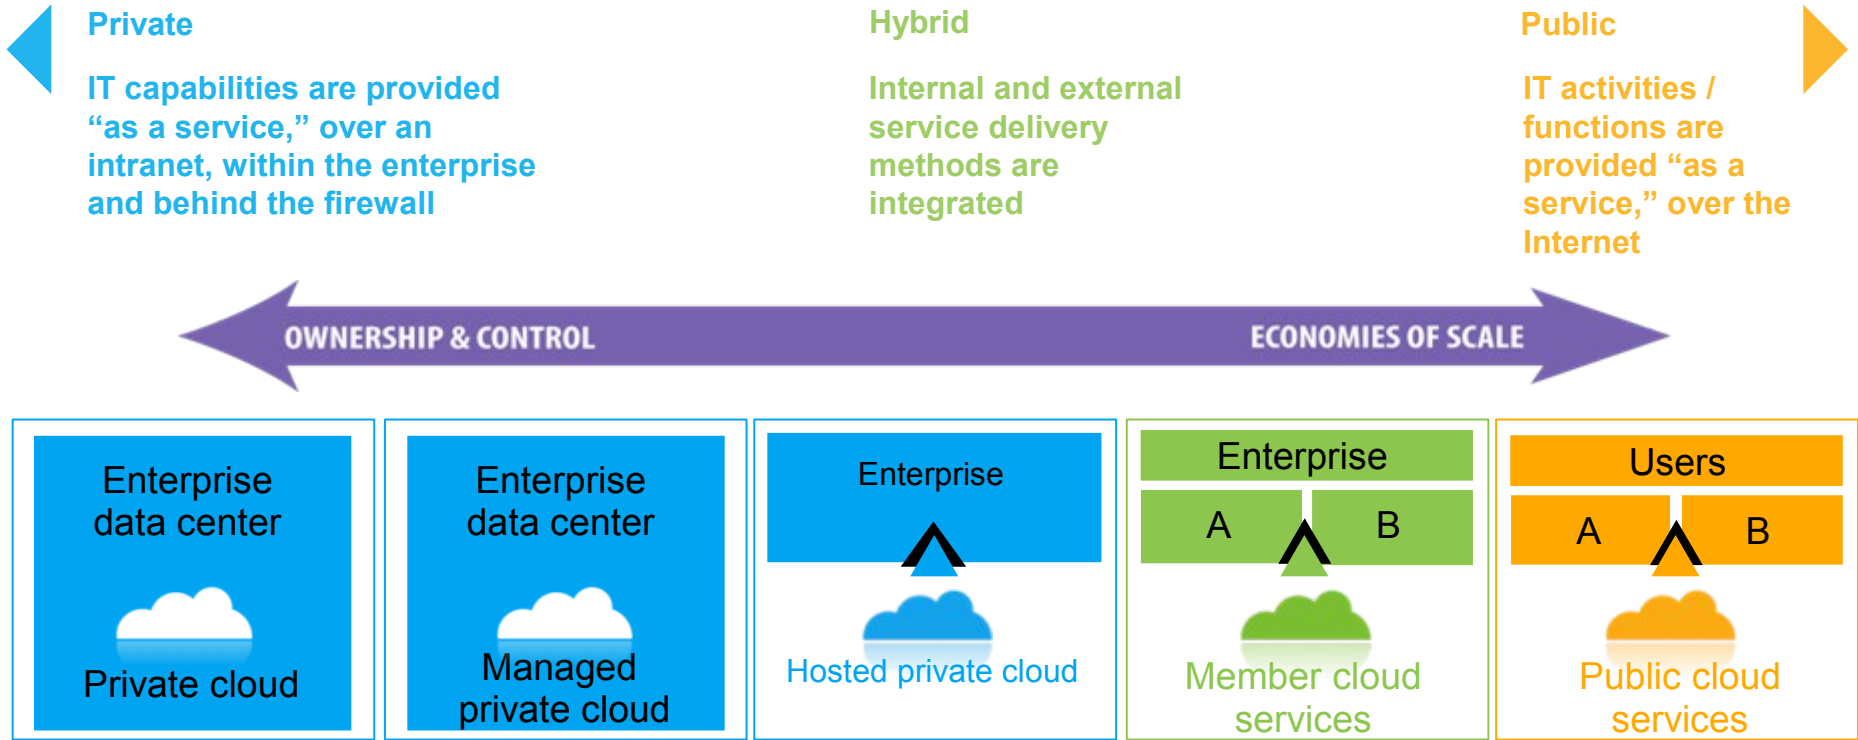 Private
IT capabilities are provided
“as a service,” over an
intranet, within the enterprise
and behind the firewall
Hybrid
Internal and external
service delivery
methods are
integrated
Public
IT activities /
functions are
provided “as a
service,” over the
Internet
OWNERSHIP & CONTROL
ECONOMIES OF SCALE
Enterprise
data center
Private cloud
Enterprise
data center
Managed
private cloud
Enterprise
Hosted private cloud
Enterprise
A
B
Member cloud
services
Users
A
B
Public cloud
services